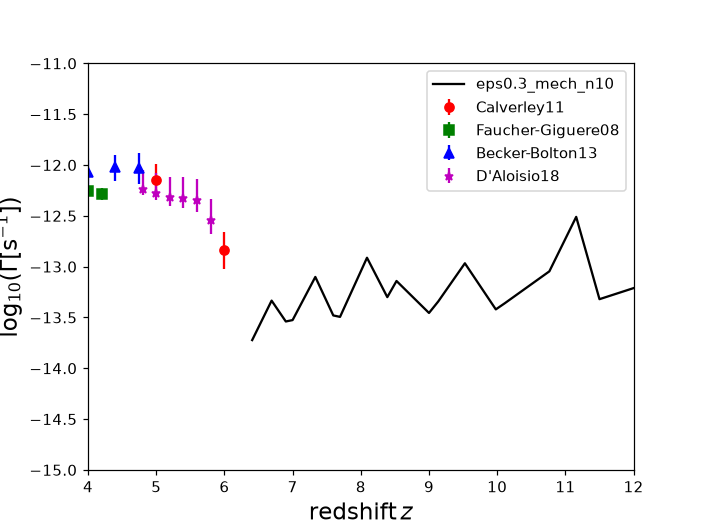 −11.0
−11.5
−12.0
−12.5
−13.0
−13.5
−14.0
−14.5
−15.0
log₁₀(Γ[s⁻¹])
eps0.3_mech_n10
Calverley11
Faucher-Giguere08
Becker-Bolton13
D'Aloisio18
4 5 6 7 8 9 10 11 12
redshift z